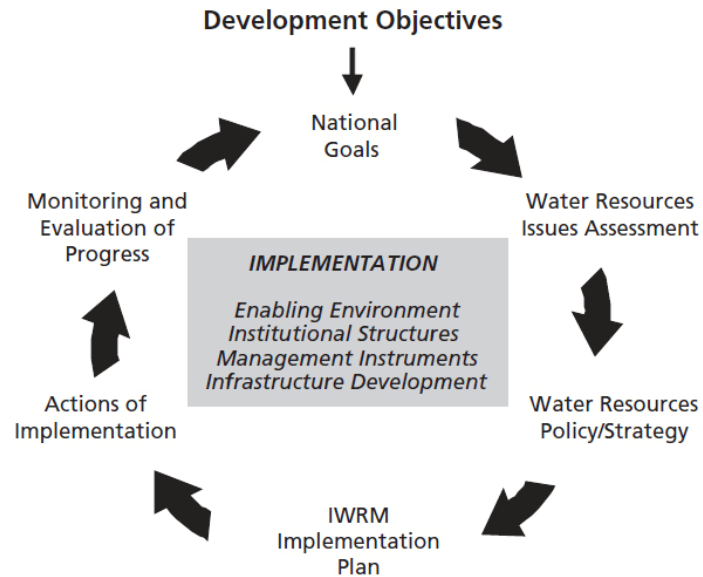 Development Objectives
National
Goals
Water Resources
Issues Assessment
Water Resources
Policy/Strategy
IWRM
Implementation
Plan
Actions of
Implementation
Monitoring and
Evaluation of
Progress
IMPLEMENTATION
Enabling Environment
Institutional Structures
Management Instruments
Infrastructure Development